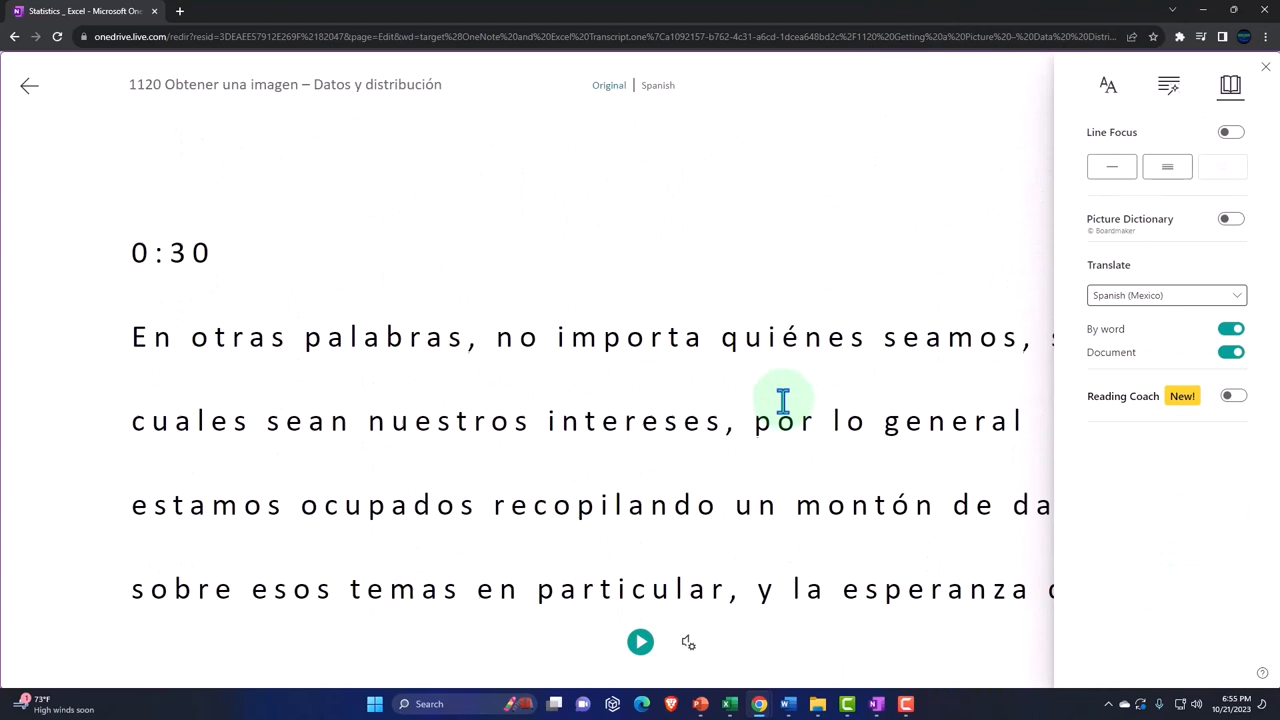 Statistics _ Excel - Microsoft One
onedrive.live.com/redir?resid=3DEAEE57912E269F%2182047&page=Edit&wd=target%28OneNote%20and%20Excel%20Transcript.one%7Ca1092157-b762-4c31-a6cd-1dcea648bd2c%2F1120%20Getting%20a%20Picture%20–%20Data%20%20Distri...
1120 Obtener una imagen – Datos y distribución
Original | Spanish
0:30
En otras palabras, no importa quiénes seamos,
cuales sean nuestros intereses, por lo general
estamos ocupados recopilando un montón de da
sobre esos temas en particular, y la esperanza
Line Focus
Picture Dictionary
© Boardmaker
Translate
Spanish (Mexico)
By word
Document
Reading Coach New!
1
73°F
High winds soon
Search
6:55 PM
10/21/2023